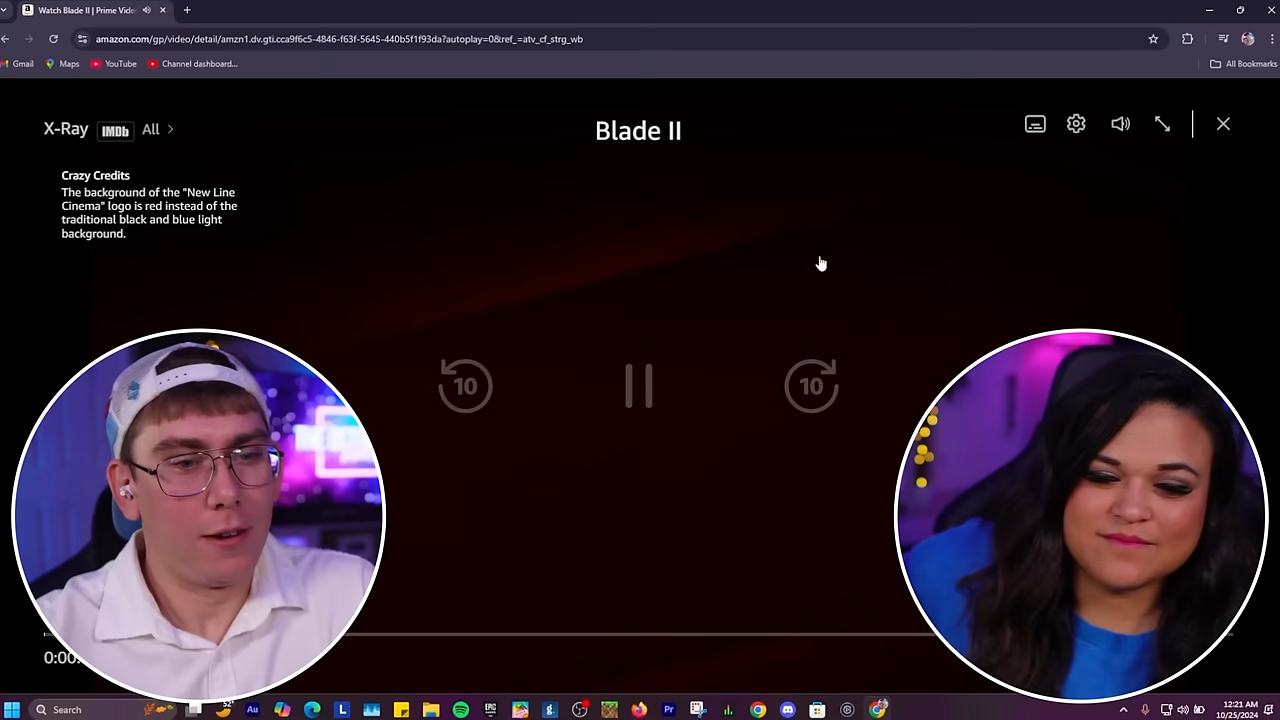 Watch Blade II | Prime Vide
amazon.com/gp/video/detail/amzn1.dv.gti.cca9f6c5-4846-f63f-5645-440b5f1f93da?autoplay=0&ref_=atv_cf_strg_wb
Gmail
Maps
YouTube
Channel dashboard...
All Bookmarks
X-Ray IMDb All
Blade II
Crazy Credits
The background of the "New Line
Cinema" logo is red instead of the
traditional black and blue light
background.
10
10
0:00
Search
52°
12:21 AM
10/25/2024